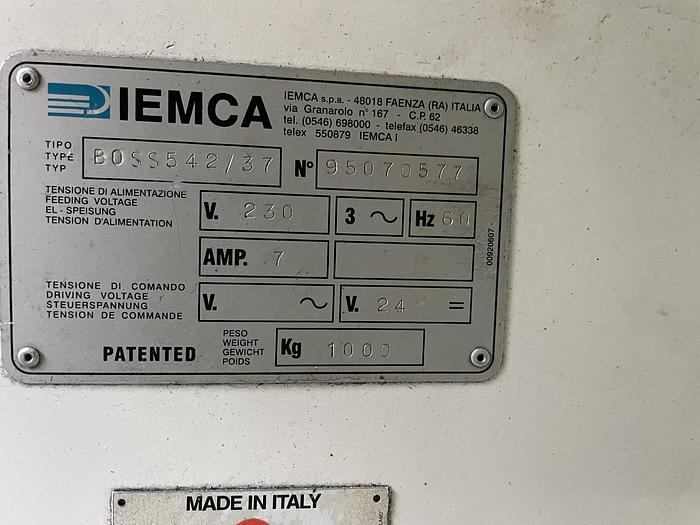 IEMCA
IEMCA s.p.a. - 48018 FAENZA (RA) ITALIA
via Granarolo n° 167 - C.P. 62
tel. (0546) 698000 - telefax (0546) 46338
telex 550879 IEMCA I
TIPO
TYPÉ
TYP
BOSS542/37
N° 95070577
TENSIONE DI ALIMENTAZIONE
FEEDING VOLTAGE
EL - SPEISUNG
TENSION D'ALIMENTATION
V. 230
3 ~
Hz 60
AMP. 7
00920607 -
TENSIONE DI COMANDO
DRIVING VOLTAGE
STEUERSPANNUNG
TENSION DE COMMANDE
V. ~
V. 24 =
PATENTED
PESO
WEIGHT
GEWICHT
POIDS
Kg 1000
MADE IN ITALY